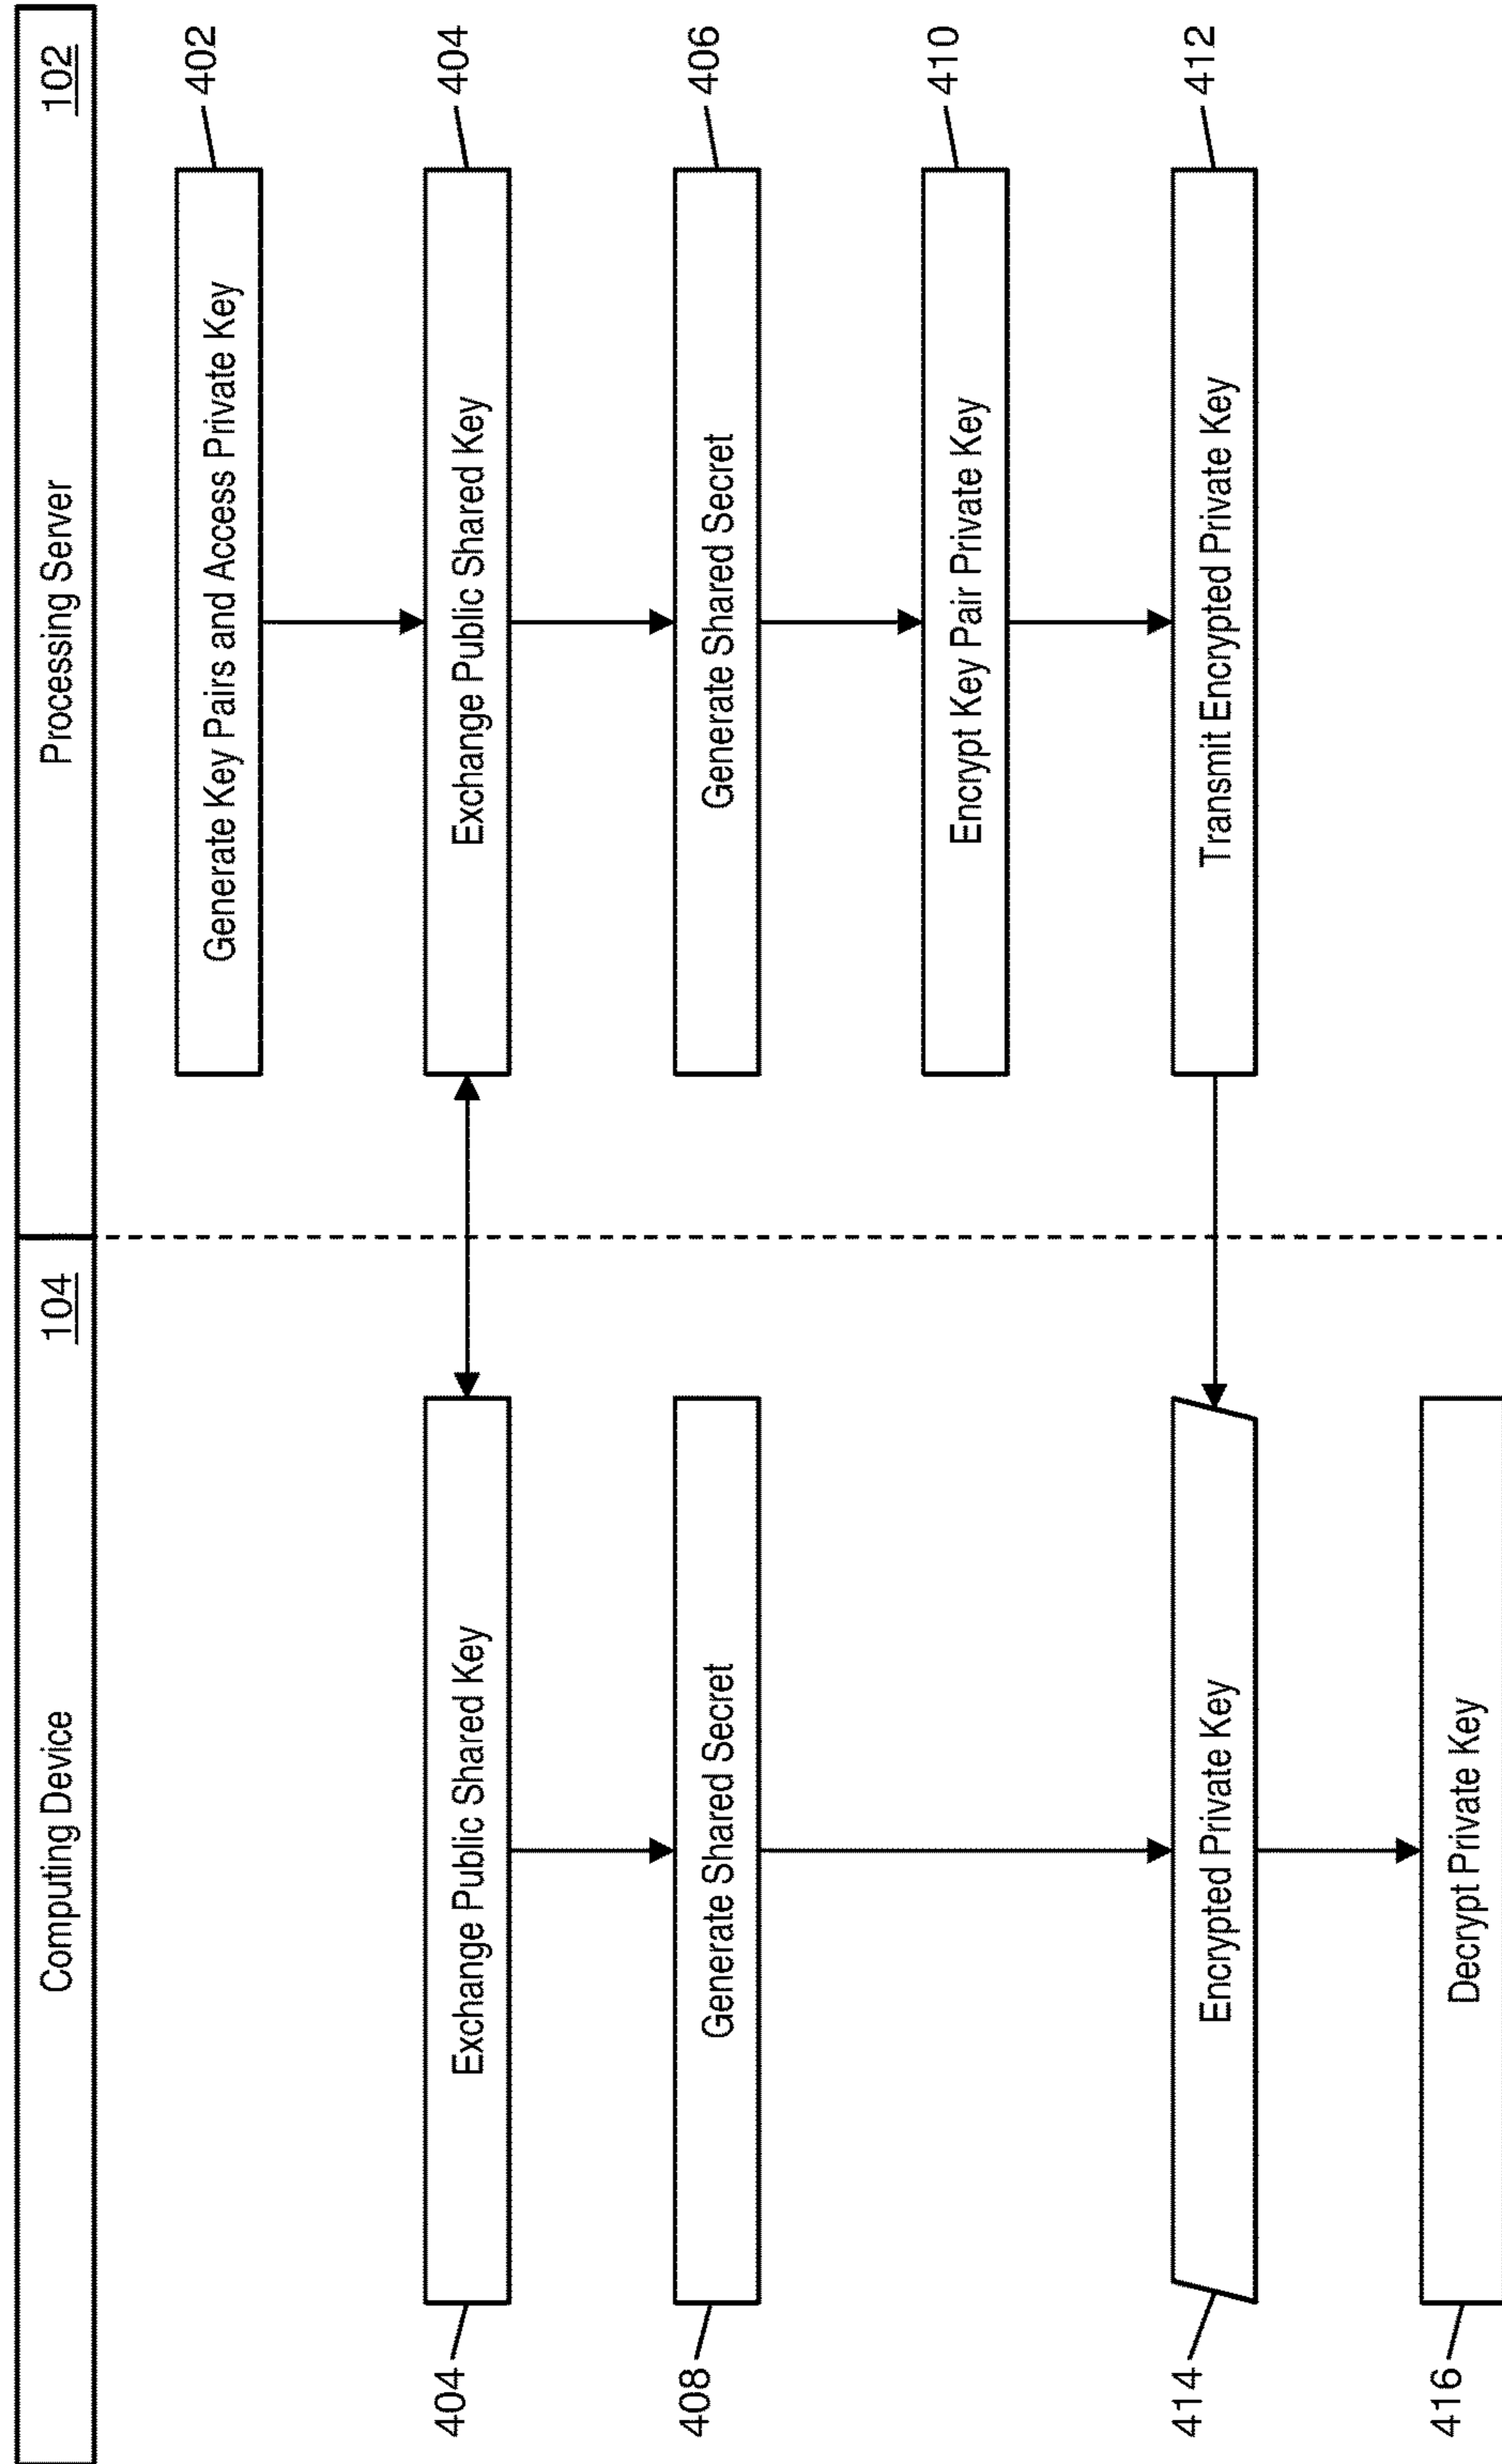 Computing Device
104
Processing Server
102
Generate Key Pairs and Access Private Key
402
404
Exchange Public Shared Key
Exchange Public Shared Key
404
408
Generate Shared Secret
Generate Shared Secret
406
Encrypt Key Pair Private Key
410
414
Encrypted Private Key
Transmit Encrypted Private Key
412
416
Decrypt Private Key